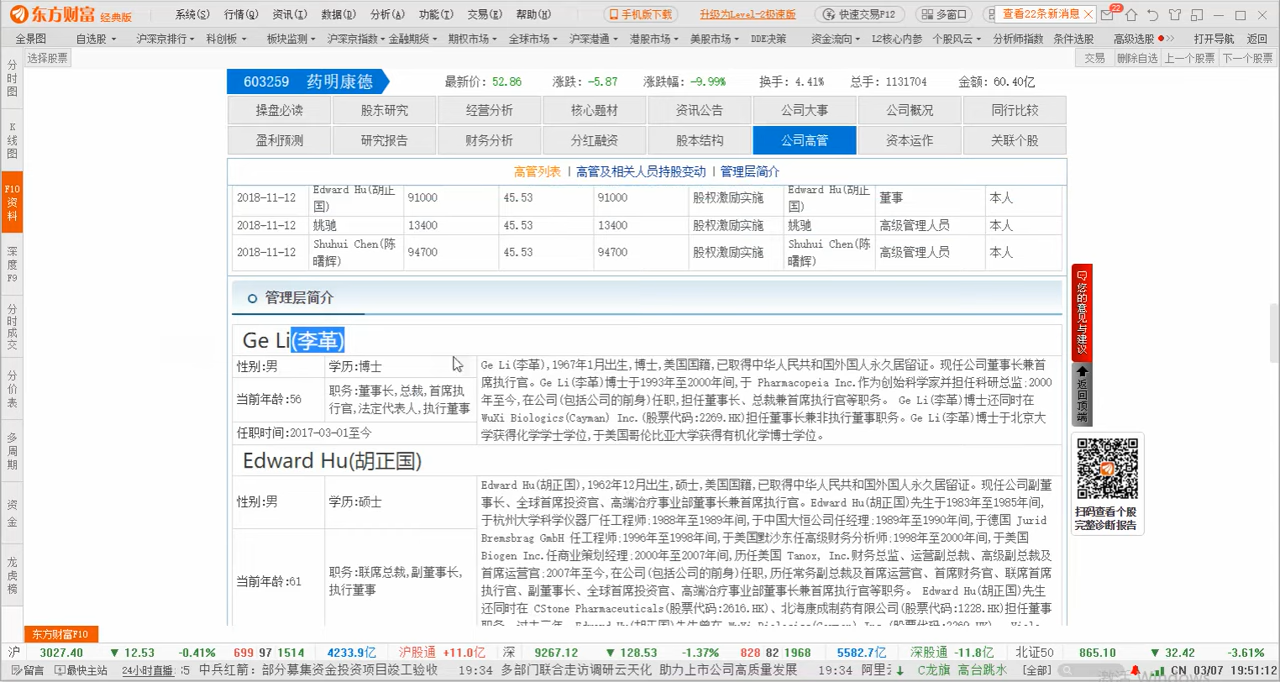 东方财富 经典版 系统(S) 行情(Q) 资讯(I) 数据(D) 分析(A) 功能(T) 交易(E) 帮助(H) 手机版下载 升级为Level-2极速版 快速交易F12 多窗口 查看22条新消息 22
全景图 自选股 沪深京排行 科创板 板块监测 沪深京指数 金融期货 期权市场 全球市场 沪深港通 港股市场 美股市场 DDE决策 资金流向 L2核心内参 个股风云 分析师指数 条件选股 高级选股 打开导航 返回
选择股票 交易 删除自选 上一个股票 下一个股票
分时图
K线图
F10资料
深度F9
分时成交
分价表
多周期
资金
龙虎榜
603259 药明康德 最新价: 52.86 涨跌: -5.87 涨跌幅: -9.99% 换手: 4.41% 总手: 1131704 金额: 60.40亿
操盘必读 股东研究 经营分析 核心题材 资讯公告 公司大事 公司概况 同行比较
盈利预测 研究报告 财务分析 分红融资 股本结构 公司高管 资本运作 关联个股
高管列表 | 高管及相关人员持股变动 | 管理层简介
2018-11-12 Edward Hu(胡正国) 91000 45.53 91000 股权激励实施 Edward Hu(胡正国) 董事 本人
2018-11-12 姚驰 13400 45.53 13400 股权激励实施 姚驰 高级管理人员 本人
2018-11-12 Shuhui Chen(陈曙辉) 94700 45.53 94700 股权激励实施 Shuhui Chen(陈曙辉) 高级管理人员 本人
管理层简介
Ge Li(李革)
性别:男 学历:博士
当前年龄:56 职务:董事长,总裁,首席执
行官,法定代表人,执行董事
任职时间:2017-03-01至今
Ge Li(李革),1967年1月出生,博士,美国国籍,已取得中华人民共和国外国人永久居留证。现任公司董事长兼首
席执行官。Ge Li(李革)博士于1993年至2000年间,于 Pharmacopeia Inc.作为创始科学家并担任科研总监;2000
年至今,在公司(包括公司的前身)任职,担任董事长、总裁兼首席执行官等职务。 Ge Li(李革)博士还同时在
WuXi Biologics(Cayman) Inc.(股票代码:2269.HK)担任董事长兼非执行董事职务。Ge Li(李革)博士于北京大
学获得化学学士学位,于美国哥伦比亚大学获得有机化学博士学位。
Edward Hu(胡正国)
性别:男 学历:硕士
当前年龄:61 职务:联席总裁,副董事长,
执行董事
Edward Hu(胡正国),1962年12月出生,硕士,美国国籍,已取得中华人民共和国外国人永久居留证。现任公司副董
事长、全球首席投资官、高端治疗事业部董事长兼首席执行官。Edward Hu(胡正国)先生于1983年至1985年间,
于杭州大学科学仪器厂任工程师;1988年至1989年间,于中国大恒公司任经理;1989年至1990年间,于德国 Jurid
Bremsbrag GmbH 任工程师;1996年至1998年间,于美国默沙东任高级财务分析师;1998年至2000年间,于美国
Biogen Inc.任商业策划经理;2000年至2007年间,历任美国 Tanox, Inc.财务总监、运营副总裁、高级副总裁及
首席运营官;2007年至今,在公司(包括公司的前身)任职,历任常务副总裁及首席运营官、首席财务官、联席首席
执行官、副董事长、全球首席投资官、高端治疗事业部董事长兼首席执行官等职务。 Edward Hu(胡正国)先生
还同时在 CStone Pharmaceuticals(股票代码:2616.HK)、北海康成制药有限公司(股票代码:1228.HK)担任董事
您的意见与建议
返回顶端
扫码查看个股
完整诊断报告
东方财富F10
沪 3027.40 ▼12.53 -0.41% 699 97 1514 4233.9亿 沪股通 +11.0亿 深 9267.12 ▼128.53 -1.37% 828 82 1968 5582.7亿 深股通 -11.8亿 北证50 865.10 ▼32.42 -3.61%
留言 最快主站 24小时直播 :5 中兵红箭: 部分募集资金投资项目竣工验收 19:34 多部门联合走访调研云天化 助力上市公司高质量发展 19:34 阿里 C龙旗 高台跳水 [全部] CN 03/07 19:51:12